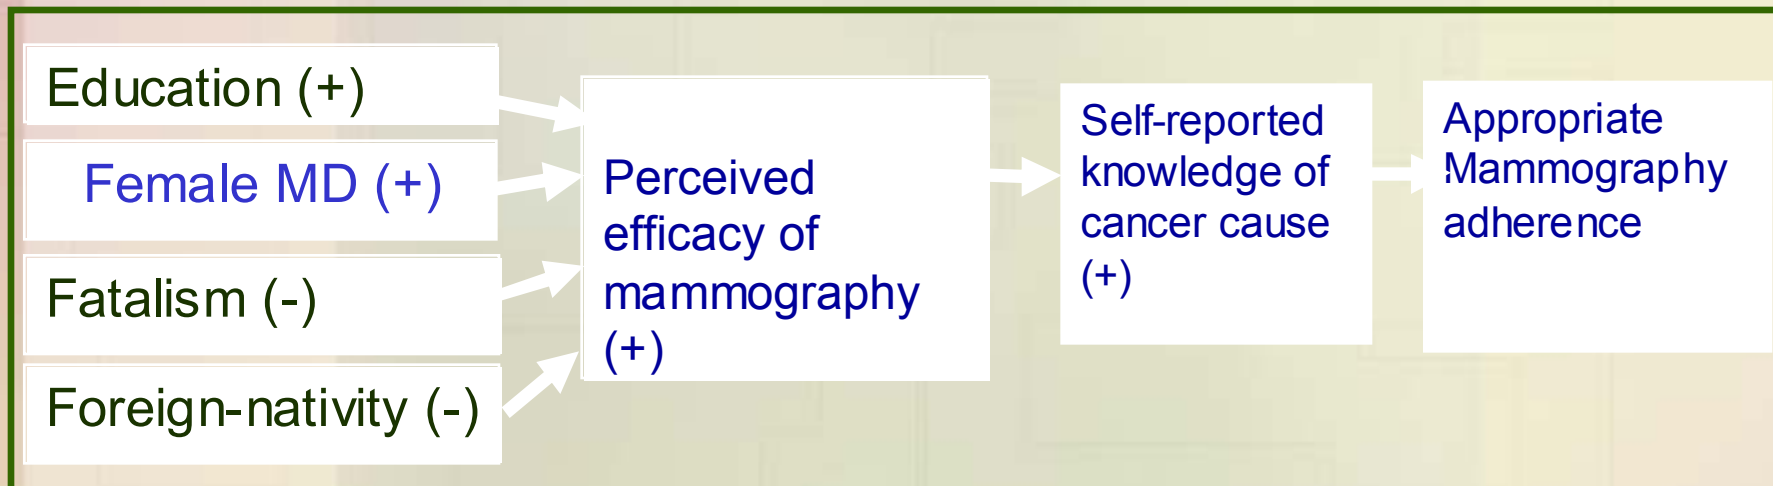 Education (+)
Female MD (+)
Fatalism (-)
Foreign-nativity (-)
Perceived
efficacy of
mammography
(+)
Self-reported
knowledge of
cancer cause
(+)
Appropriate
Mammography
adherence